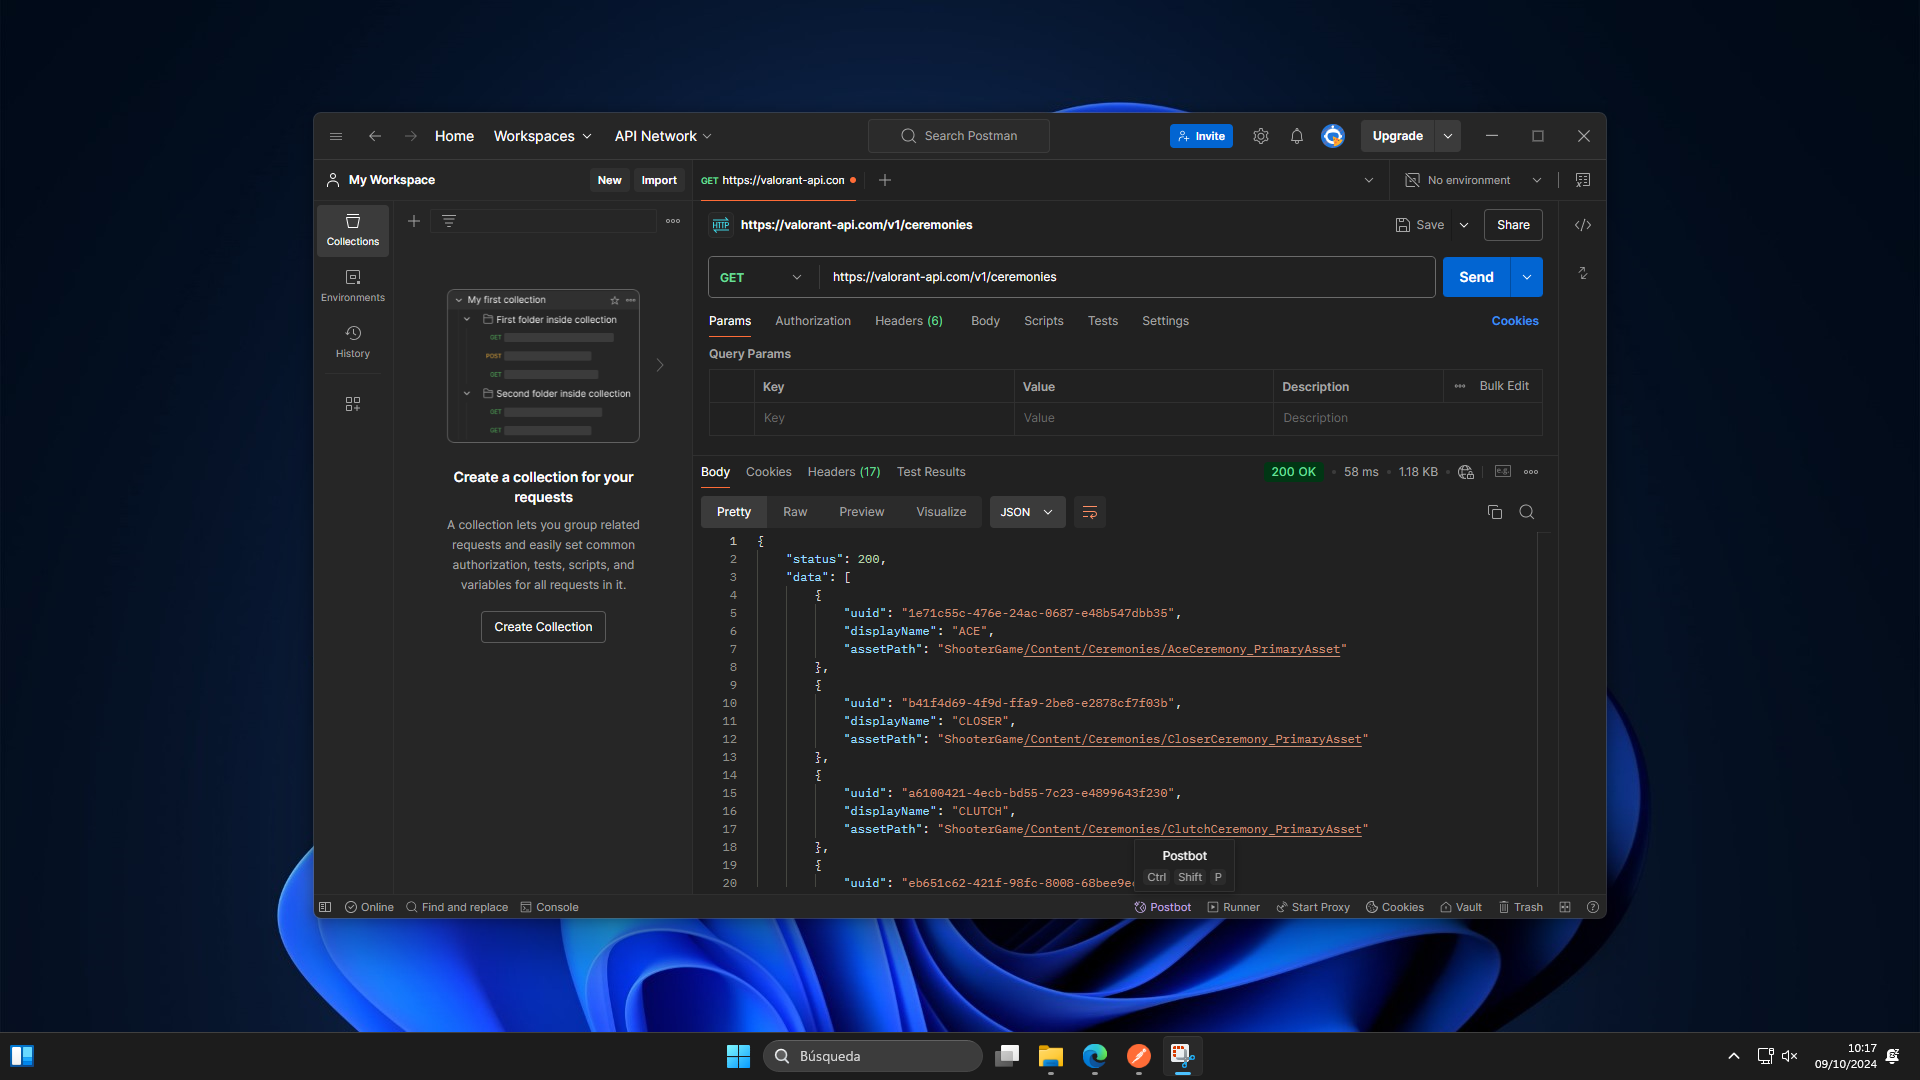 Home Workspaces API Network Search Postman Invite Upgrade
My Workspace New Import GET https://valorant-api.con No environment
Collections
Environments
History
My first collection
First folder inside collection
GET
POST
GET
Second folder inside collection
GET
GET
Create a collection for your
requests
A collection lets you group related
requests and easily set common
authorization, tests, scripts, and
variables for all requests in it.
Create Collection
HTTP https://valorant-api.com/v1/ceremonies Save Share
GET https://valorant-api.com/v1/ceremonies Send
Params Authorization Headers (6) Body Scripts Tests Settings Cookies
Query Params
Key Value Description Bulk Edit
Key Value Description
Body Cookies Headers (17) Test Results 200 OK 58 ms 1.18 KB e.g.
Pretty Raw Preview Visualize JSON
1 {
2 "status": 200,
3 "data": [
4 {
5 "uuid": "1e71c55c-476e-24ac-0687-e48b547dbb35",
6 "displayName": "ACE",
7 "assetPath": "ShooterGame/Content/Ceremonies/AceCeremony_PrimaryAsset"
8 },
9 {
10 "uuid": "b41f4d69-4f9d-ffa9-2be8-e2878cf7f03b",
11 "displayName": "CLOSER",
12 "assetPath": "ShooterGame/Content/Ceremonies/CloserCeremony_PrimaryAsset"
13 },
14 {
15 "uuid": "a6100421-4ecb-bd55-7c23-e4899643f230",
16 "displayName": "CLUTCH",
17 "assetPath": "ShooterGame/Content/Ceremonies/ClutchCeremony_PrimaryAsset"
18 },
19 {
20 "uuid": "eb651c62-421f-98fc-8008-68bee9ec
Postbot
Ctrl Shift P
Online Find and replace Console Postbot Runner Start Proxy Cookies Vault Trash
Búsqueda
10:17
09/10/2024